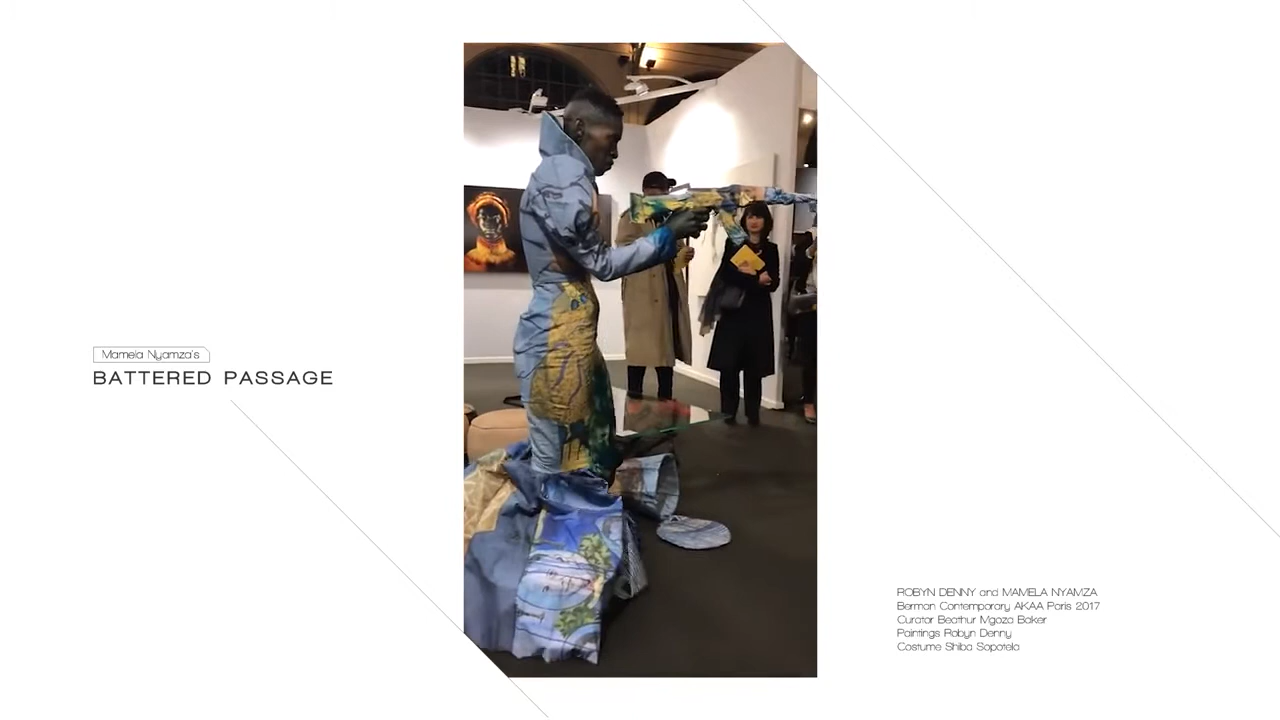 Mamela Nyamza's
BATTERED PASSAGE
ROBYN DENNY and MAMELA NYAMZA
Berman Contemporary AKAA Paris 2017
Curator Beathur Mgoza Baker
Paintings Robyn Denny
Costume Shiba Sopotela